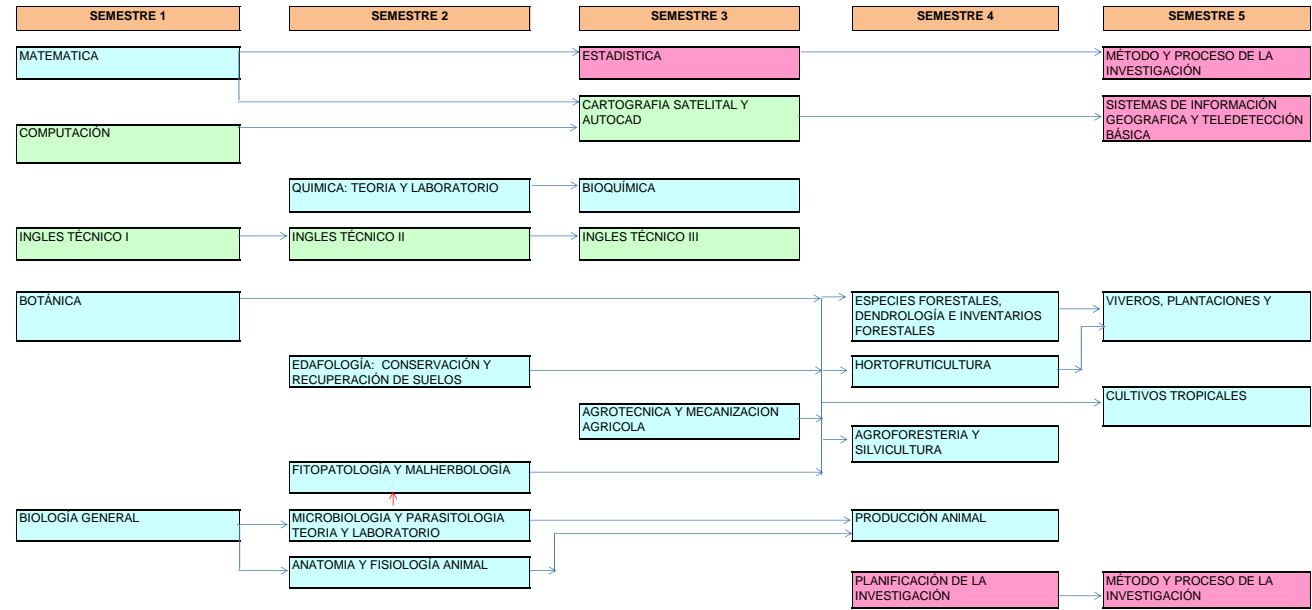 SEMESTRE 1
SEMESTRE 2
SEMESTRE 3
SEMESTRE 4
SEMESTRE 5
MATEMATICA
ESTADISTICA
MÉTODO Y PROCESO DE LA
INVESTIGACIÓN
CARTOGRAFIA SATELITAL Y
AUTOCAD
SISTEMAS DE INFORMACIÓN
GEOGRAFICA Y TELEDETECCIÓN
BÁSICA
COMPUTACIÓN
QUIMICA: TEORIA Y LABORATORIO
BIOQUÍMICA
INGLES TÉCNICO I
INGLES TÉCNICO II
INGLES TÉCNICO III
BOTÁNICA
ESPECIES FORESTALES,
DENDROLOGÍA E INVENTARIOS
FORESTALES
VIVEROS, PLANTACIONES Y
EDAFOLOGÍA: CONSERVACIÓN Y
RECUPERACIÓN DE SUELOS
HORTOFRUTICULTURA
CULTIVOS TROPICALES
AGROTECNICA Y MECANIZACION
AGRICOLA
AGROFORESTERIA Y
SILVICULTURA
FITOPATOLOGÍA Y MALHERBOLOGÍA
BIOLOGÍA GENERAL
MICROBIOLOGIA Y PARASITOLOGIA
TEORIA Y LABORATORIO
PRODUCCIÓN ANIMAL
ANATOMIA Y FISIOLOGÍA ANIMAL
PLANIFICACIÓN DE LA
INVESTIGACIÓN
MÉTODO Y PROCESO DE LA
INVESTIGACIÓN